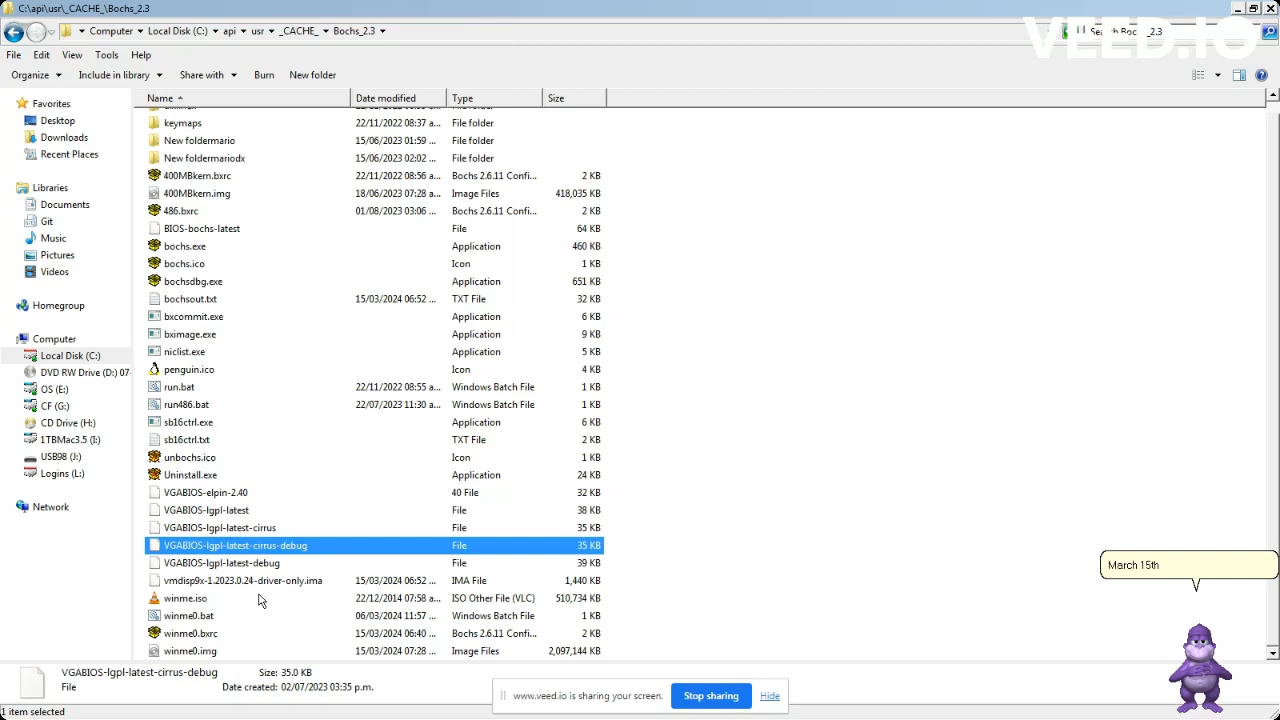 C:\api\usr\_CACHE_\Bochs_2.3
Computer Local Disk (C:) api usr _CACHE_ Bochs_2.3
Search Bochs_2.3
VEED.IO
File Edit View Tools Help
Organize Include in library Share with Burn New folder
Name Date modified Type Size
Favorites
Desktop
Downloads
Recent Places
Libraries
Documents
Git
Music
Pictures
Videos
Homegroup
Computer
Local Disk (C:)
DVD RW Drive (D:) 07-
OS (E:)
CF (G:)
CD Drive (H:)
1TBMac3.5 (I:)
USB98 (J:)
Logins (L:)
Network
keymaps 22/11/2022 08:37 a... File folder
New foldermario 15/06/2023 01:59 ... File folder
New foldermariodx 15/06/2023 02:02 ... File folder
400MBkern.bxrc 22/11/2022 08:56 a... Bochs 2.6.11 Confi... 2 KB
400MBkern.img 18/06/2023 07:28 a... Image Files 418,035 KB
486.bxrc 01/08/2023 03:06 ... Bochs 2.6.11 Confi... 2 KB
BIOS-bochs-latest File 64 KB
bochs.exe Application 460 KB
bochs.ico Icon 1 KB
bochsdbg.exe Application 651 KB
bochsout.txt 15/03/2024 06:52 ... TXT File 32 KB
bxcommit.exe Application 6 KB
bximage.exe Application 9 KB
niclist.exe Application 5 KB
penguin.ico Icon 4 KB
run.bat 22/11/2022 08:55 a... Windows Batch File 1 KB
run486.bat 22/07/2023 11:30 a... Windows Batch File 1 KB
sb16ctrl.exe Application 6 KB
sb16ctrl.txt TXT File 2 KB
unbochs.ico Icon 1 KB
Uninstall.exe Application 24 KB
VGABIOS-elpin-2.40 40 File 32 KB
VGABIOS-lgpl-latest File 38 KB
VGABIOS-lgpl-latest-cirrus File 35 KB
VGABIOS-lgpl-latest-cirrus-debug File 35 KB
VGABIOS-lgpl-latest-debug File 39 KB
vmdisp9x-1.2023.0.24-driver-only.ima 15/03/2024 06:52 ... IMA File 1,440 KB
winme.iso 22/12/2014 07:58 a... ISO Other File (VLC) 510,734 KB
winme0.bat 06/03/2024 11:57 ... Windows Batch File 1 KB
winme0.bxrc 15/03/2024 06:40 ... Bochs 2.6.11 Confi... 2 KB
winme0.img 15/03/2024 07:28 ... Image Files 2,097,144 KB
March 15th
VGABIOS-lgpl-latest-cirrus-debug Size: 35.0 KB
File Date created: 02/07/2023 03:35 p.m.
www.veed.io is sharing your screen. Stop sharing Hide
1 item selected